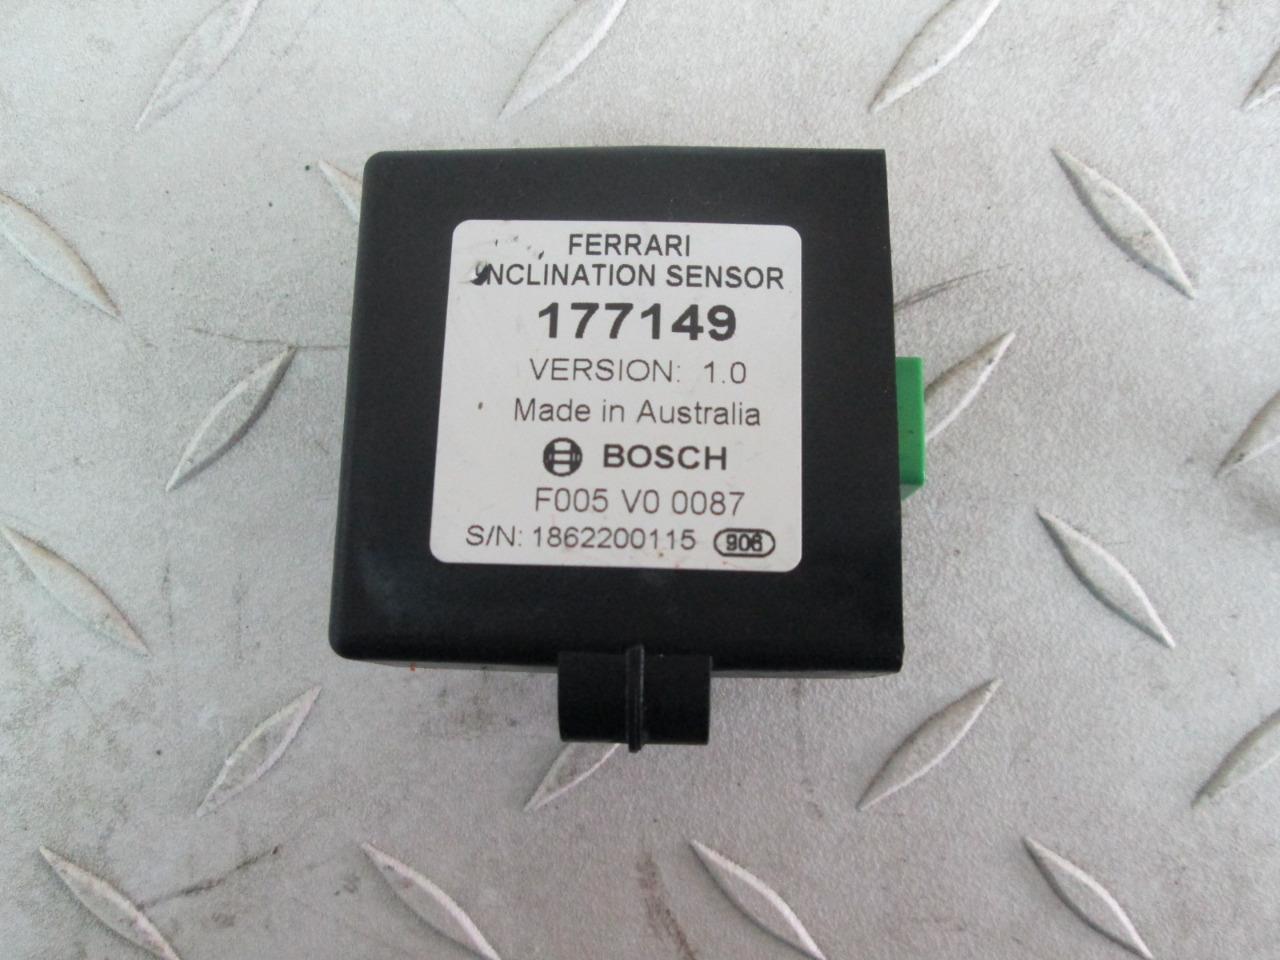 FERRARI
INCLINATION SENSOR
177149
VERSION: 1.0
Made in Australia
BOSCH
F005 V0 0087
S/N: 1862200115 906